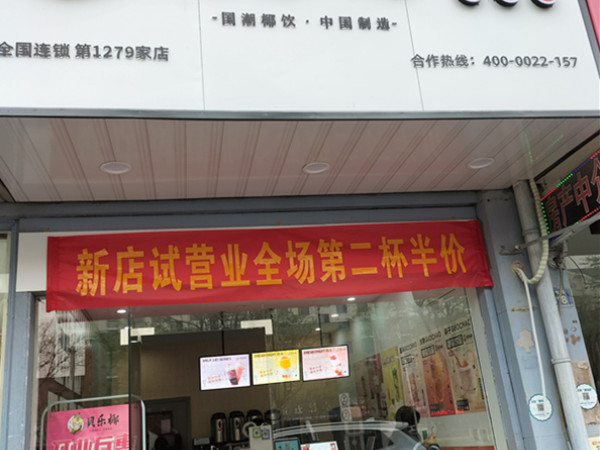 -国潮椰饮·中国制造-
全国连锁 第1279家店
合作热线：400-0022-157
新店试营业全场第二杯半价
贝乐椰